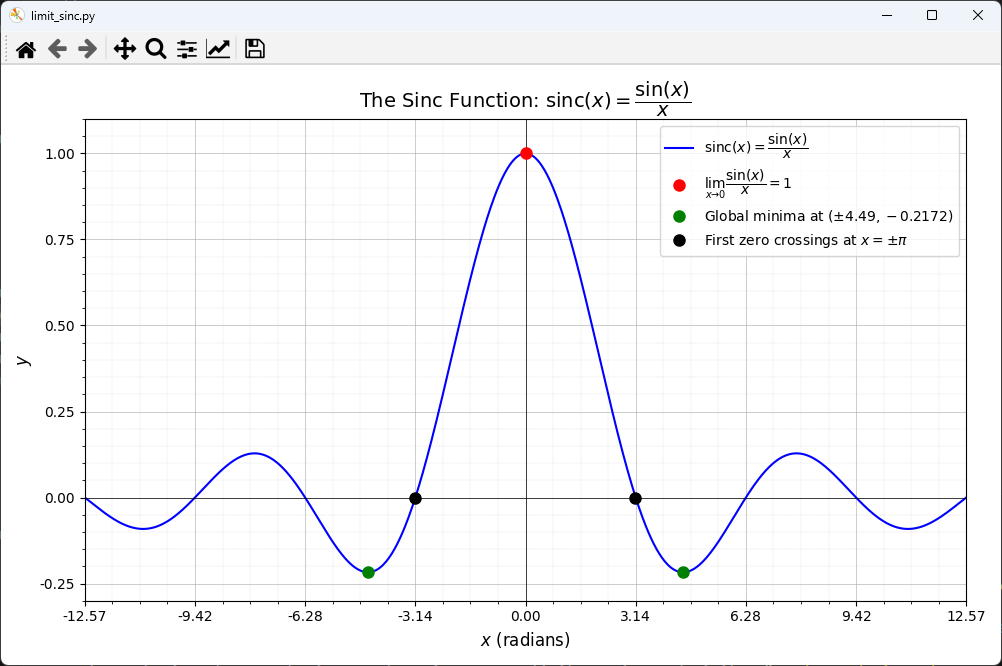 limit_sinc.py
The Sinc Function: sinc(x) = sin(x)/x
sinc(x) = sin(x)/x
lim x→0 sin(x)/x = 1
Global minima at (±4.49, −0.2172)
First zero crossings at x = ±π
1.00
0.75
0.50
0.25
0.00
-0.25
y
-12.57 -9.42 -6.28 -3.14 0.00 3.14 6.28 9.42 12.57
x (radians)